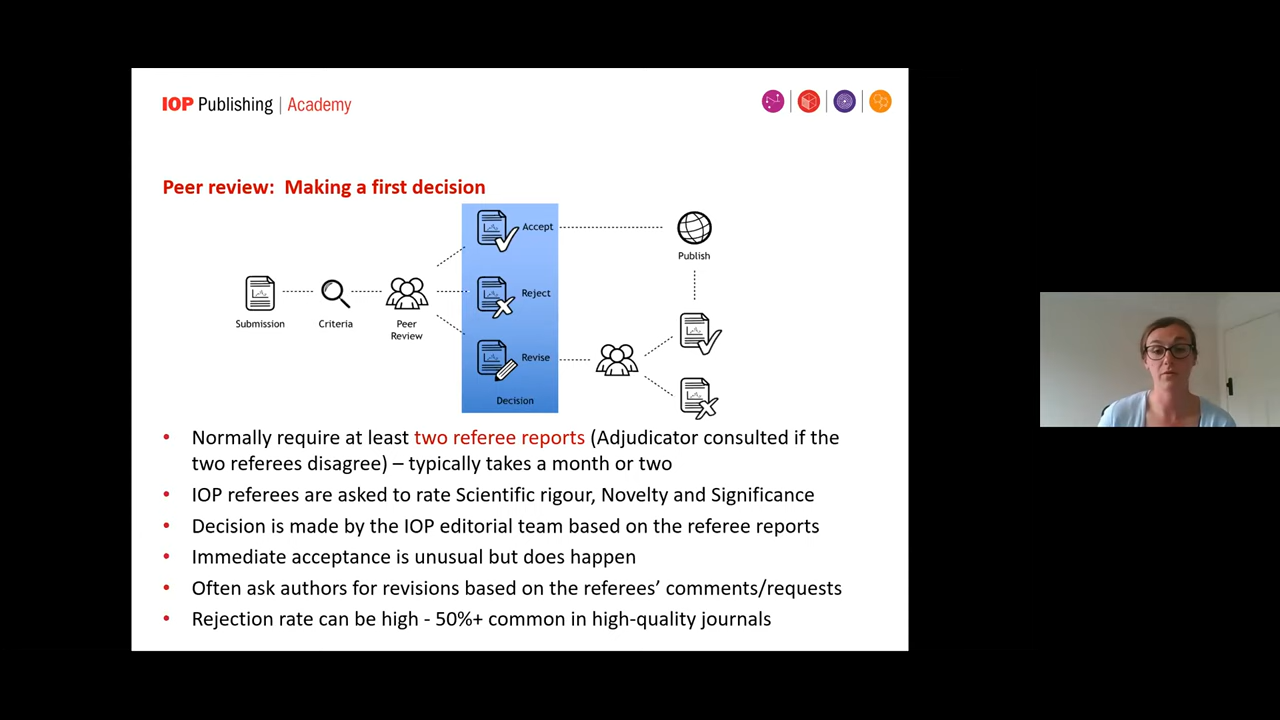 IOP Publishing | Academy
Peer review:  Making a first decision
Accept
Publish
Reject
Submission
Criteria
Peer
Review
Revise
Decision
• Normally require at least two referee reports (Adjudicator consulted if the
two referees disagree) – typically takes a month or two
• IOP referees are asked to rate Scientific rigour, Novelty and Significance
• Decision is made by the IOP editorial team based on the referee reports
• Immediate acceptance is unusual but does happen
• Often ask authors for revisions based on the referees’ comments/requests
• Rejection rate can be high - 50%+ common in high-quality journals